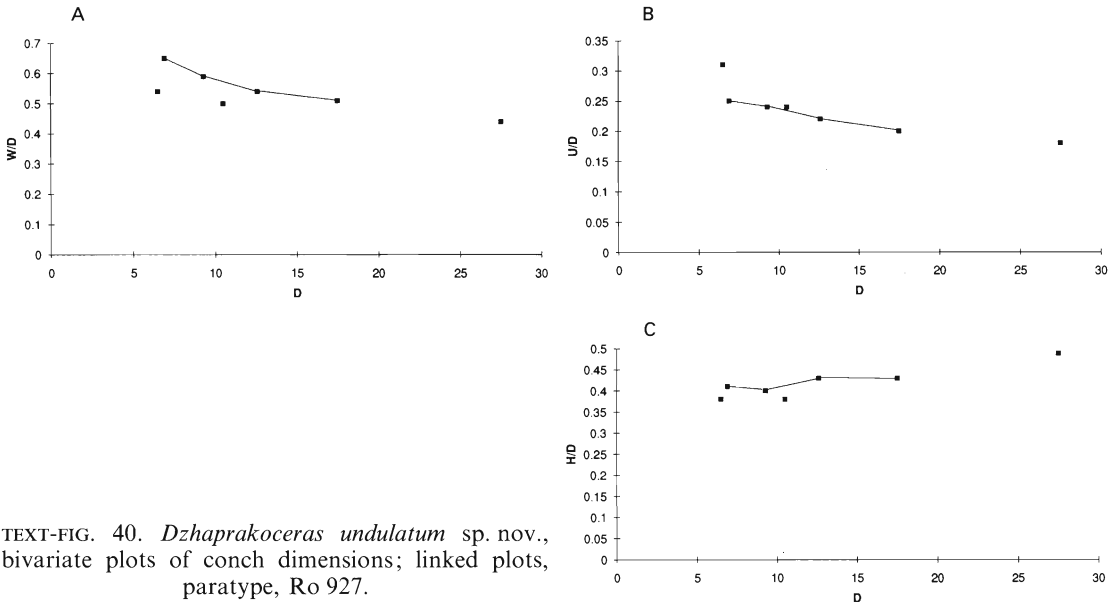 A
0.7
0.6
0.5
0.4
0.3
0.2
0.1
0
W/D
0 5 10 15 20 25 30
D
B
0.35
0.3
0.25
0.2
0.15
0.1
0.05
0
U/D
0 5 10 15 20 25 30
D
C
0.5
0.45
0.4
0.35
0.3
0.25
0.2
0.15
0.1
0.05
0
H/D
0 5 10 15 20 25 30
D
TEXT-FIG. 40. Dzhaprakoceras undulatum sp. nov.,
bivariate plots of conch dimensions; linked plots,
paratype, Ro 927.